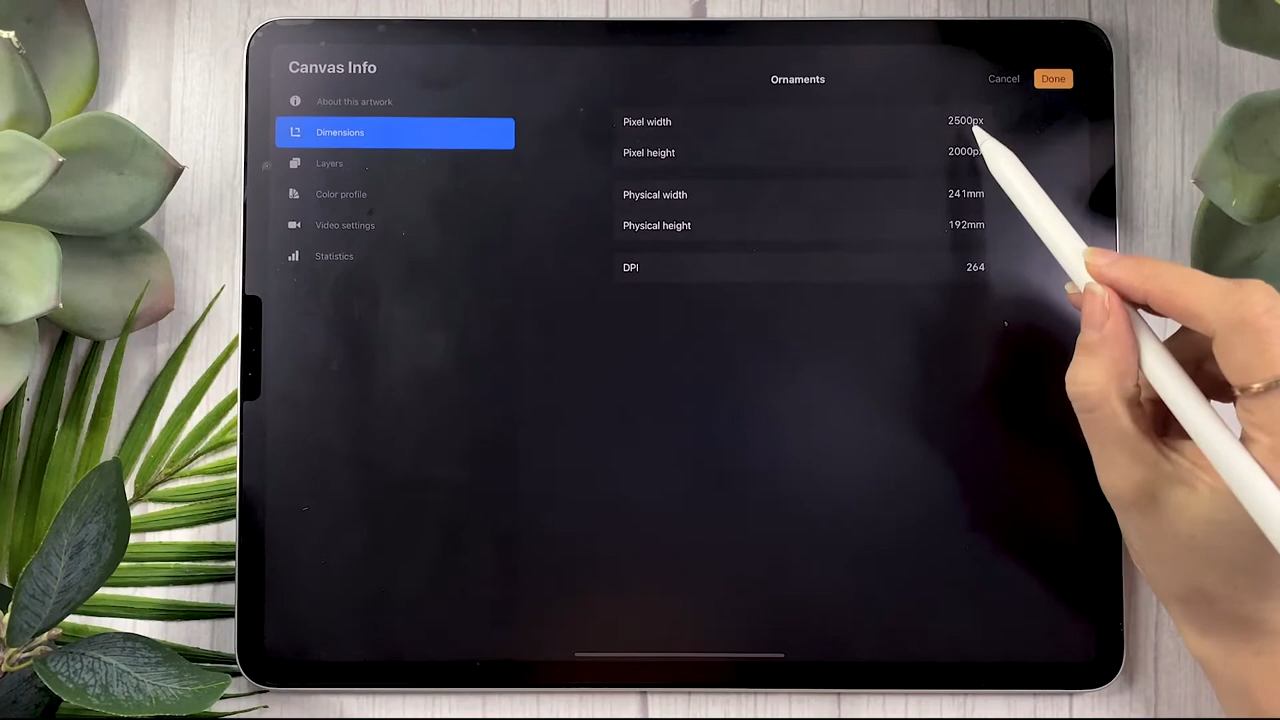 Canvas Info
About this artwork
Dimensions
Layers
Color profile
Video settings
Statistics
Ornaments
Cancel
Done
Pixel width 2500px
Pixel height 2000px
Physical width 241mm
Physical height 192mm
DPI 264